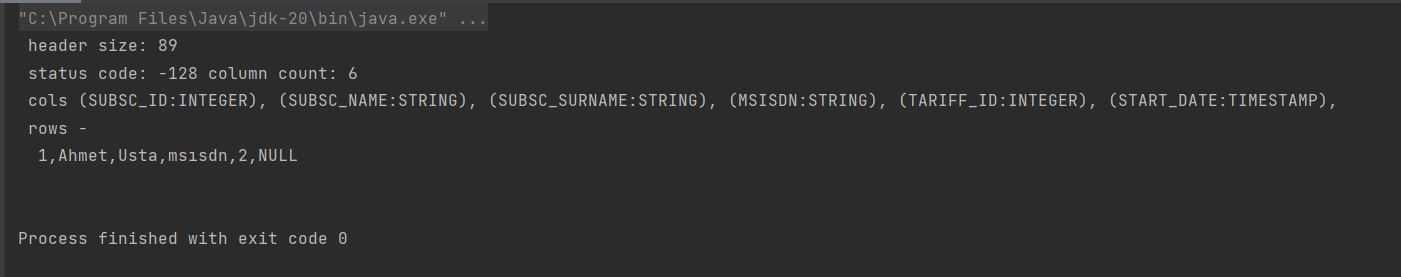 "C:\Program Files\Java\jdk-20\bin\java.exe" ...
header size: 89
status code: -128 column count: 6
cols (SUBSC_ID:INTEGER), (SUBSC_NAME:STRING), (SUBSC_SURNAME:STRING), (MSISDN:STRING), (TARIFF_ID:INTEGER), (START_DATE:TIMESTAMP),
rows -
1,Ahmet,Usta,msısdn,2,NULL
Process finished with exit code 0